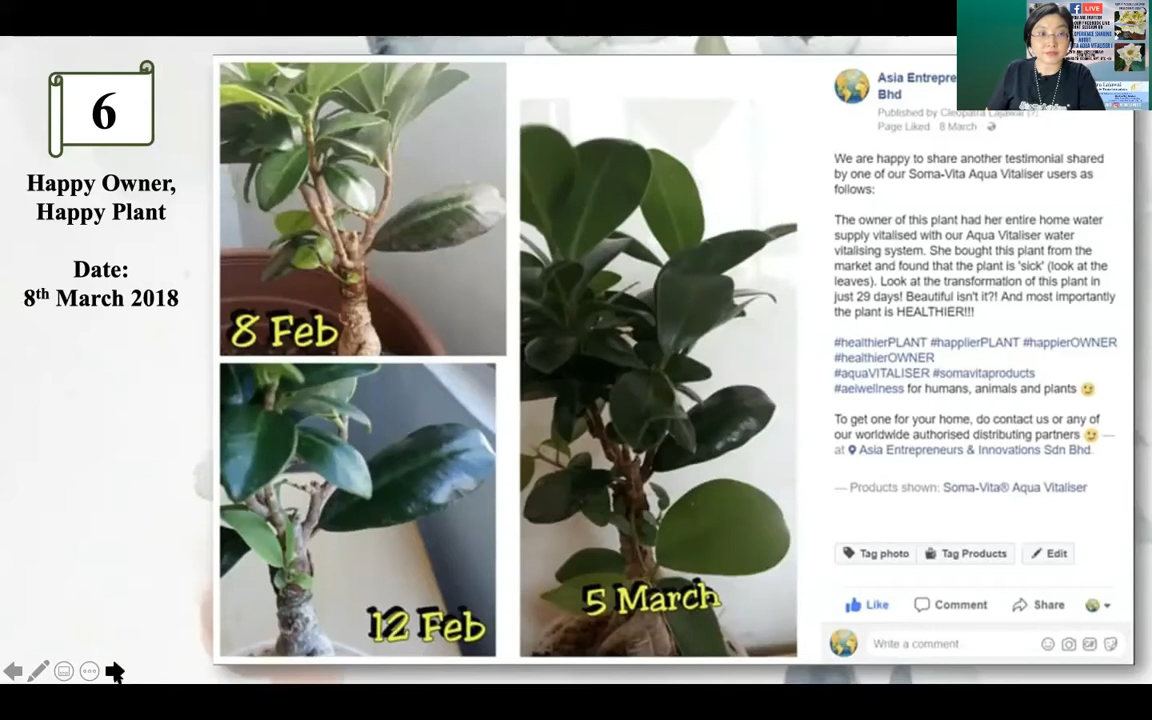 6
Happy Owner,
Happy Plant
Date:
8th March 2018
8 Feb
12 Feb
5 March
Asia Entrepre
Bhd
Published by Cleopatra Lajawai (?)
Page Liked 8 March
We are happy to share another testimonial shared
by one of our Soma-Vita Aqua Vitaliser users as
follows:
The owner of this plant had her entire home water
supply vitalised with our Aqua Vitaliser water
vitalising system. She bought this plant from the
market and found that the plant is 'sick' (look at the
leaves). Look at the transformation of this plant in
just 29 days! Beautiful isn't it?! And most importantly
the plant is HEALTHIER!!!
#healthierPLANT #happlierPLANT #happierOWNER
#healthierOWNER
#aquaVITALISER #somavitaproducts
#aeiwellness for humans, animals and plants
To get one for your home, do contact us or any of
our worldwide authorised distributing partners —
at Asia Entrepreneurs & Innovations Sdn Bhd.
— Products shown: Soma-Vita® Aqua Vitaliser
Tag photo Tag Products Edit
Like Comment Share
Write a comment
LIVE